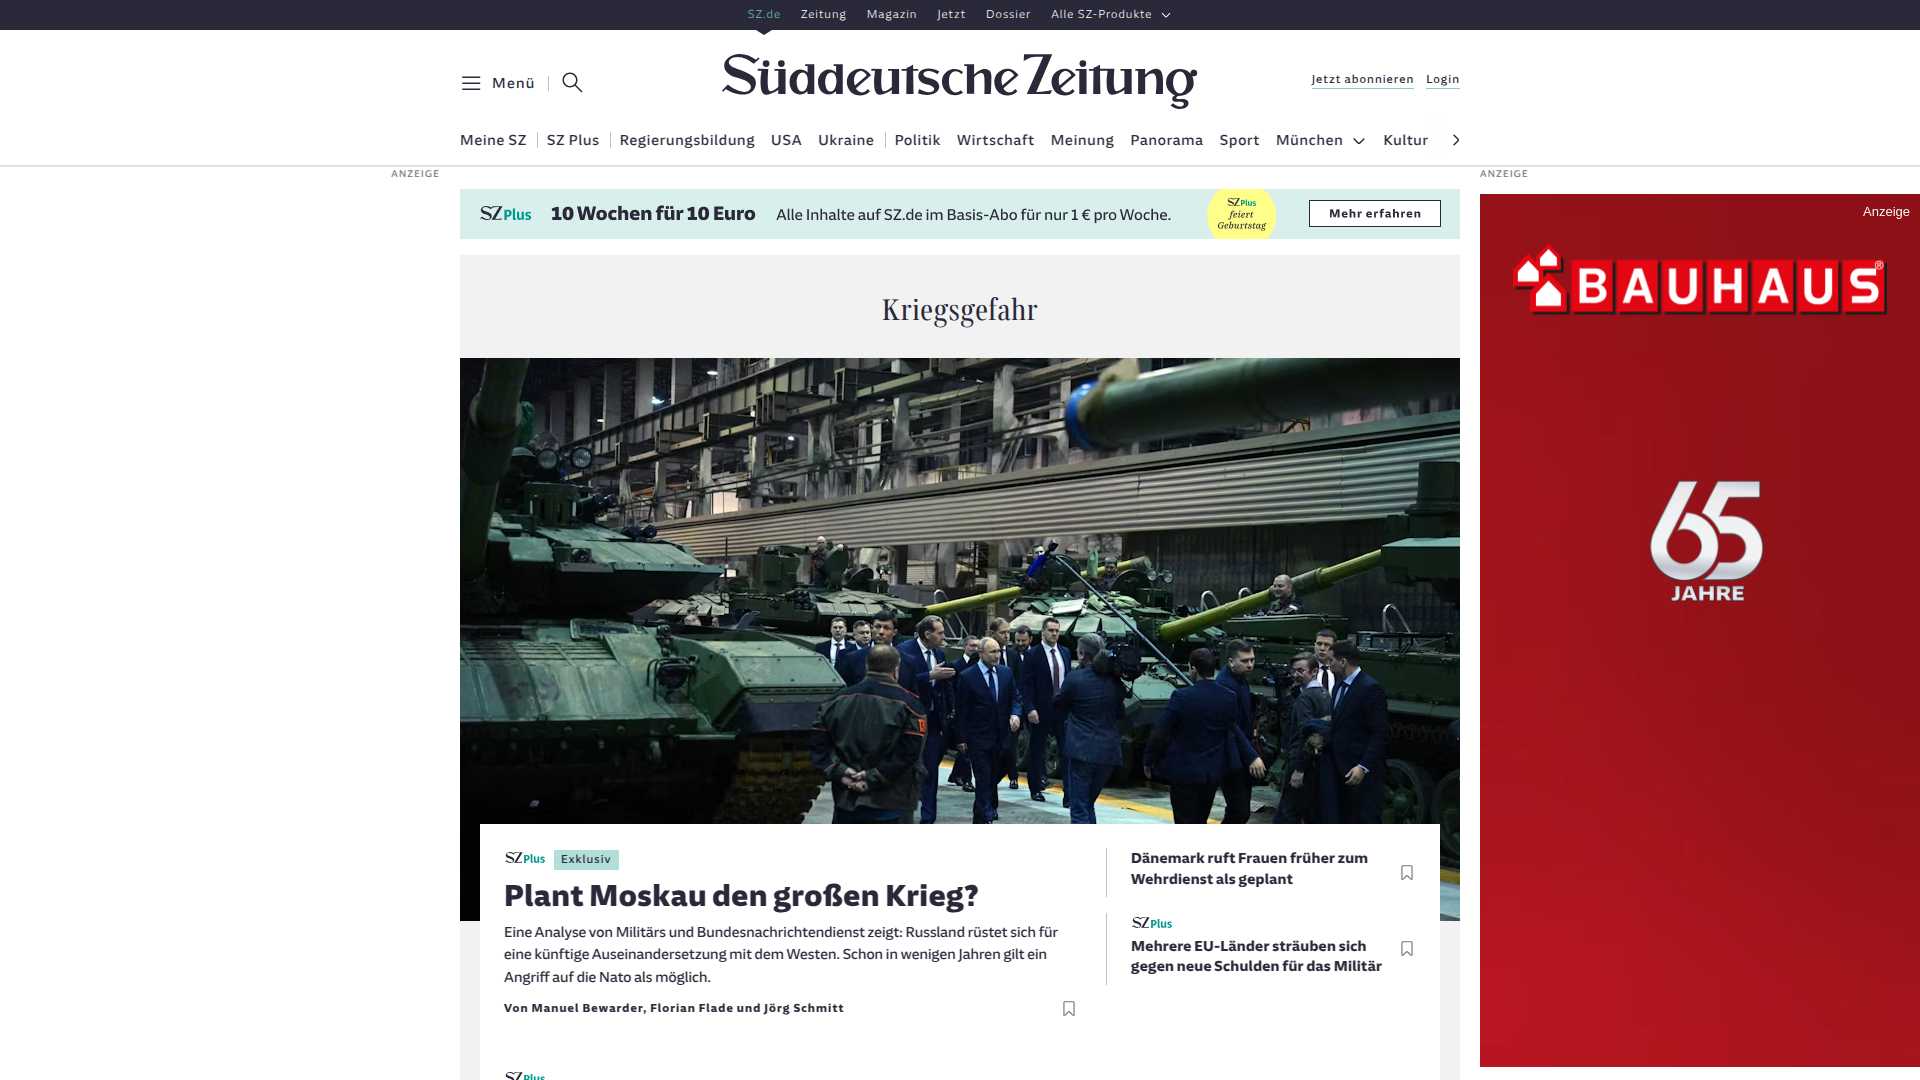 SZ.de Zeitung Magazin Jetzt Dossier Alle SZ-Produkte
Menü
Süddeutsche Zeitung
Jetzt abonnieren Login
Meine SZ SZ Plus Regierungsbildung USA Ukraine Politik Wirtschaft Meinung Panorama Sport München Kultur
ANZEIGE
ANZEIGE
SZ Plus 10 Wochen für 10 Euro Alle Inhalte auf SZ.de im Basis-Abo für nur 1 € pro Woche.
SZ Plus
feiert
Geburtstag
Mehr erfahren
Anzeige
BAUHAUS®
65
JAHRE
Kriegsgefahr
SZ Plus Exklusiv
Plant Moskau den großen Krieg?
Eine Analyse von Militärs und Bundesnachrichtendienst zeigt: Russland rüstet sich für
eine künftige Auseinandersetzung mit dem Westen. Schon in wenigen Jahren gilt ein
Angriff auf die Nato als möglich.
Von Manuel Bewarder, Florian Flade und Jörg Schmitt
Dänemark ruft Frauen früher zum
Wehrdienst als geplant
SZ Plus
Mehrere EU-Länder sträuben sich
gegen neue Schulden für das Militär
SZ Plus